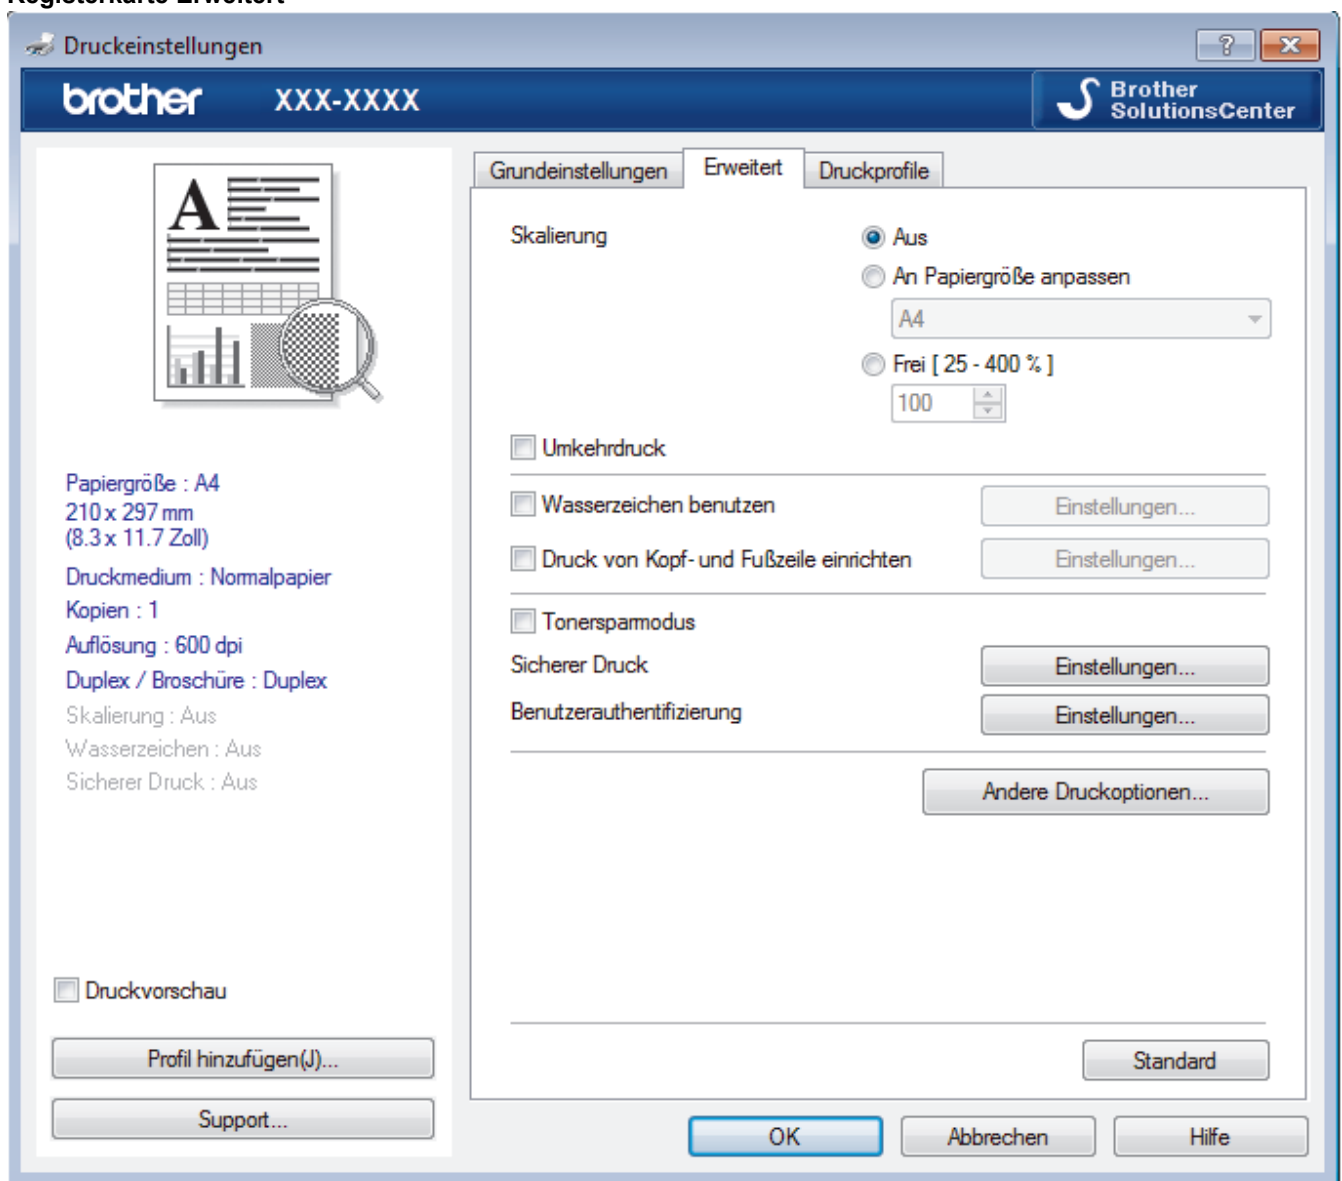 Registerkarte Erweitert
Druckeinstellungen
brother XXX-XXXX
Brother
SolutionsCenter
A
Papiergröße : A4
210 x 297 mm
(8.3 x 11.7 Zoll)
Druckmedium : Normalpapier
Kopien : 1
Auflösung : 600 dpi
Duplex / Broschüre : Duplex
Skalierung : Aus
Wasserzeichen : Aus
Sicherer Druck : Aus
Druckvorschau
Profil hinzufügen(J)...
Support...
Grundeinstellungen Erweitert Druckprofile
Skalierung
Aus
An Papiergröße anpassen
A4
Frei [ 25 - 400 % ]
100
Umkehrdruck
Wasserzeichen benutzen Einstellungen...
Druck von Kopf- und Fußzeile einrichten Einstellungen...
Tonersparmodus
Sicherer Druck Einstellungen...
Benutzerauthentifizierung Einstellungen...
Andere Druckoptionen...
Standard
OK Abbrechen Hilfe